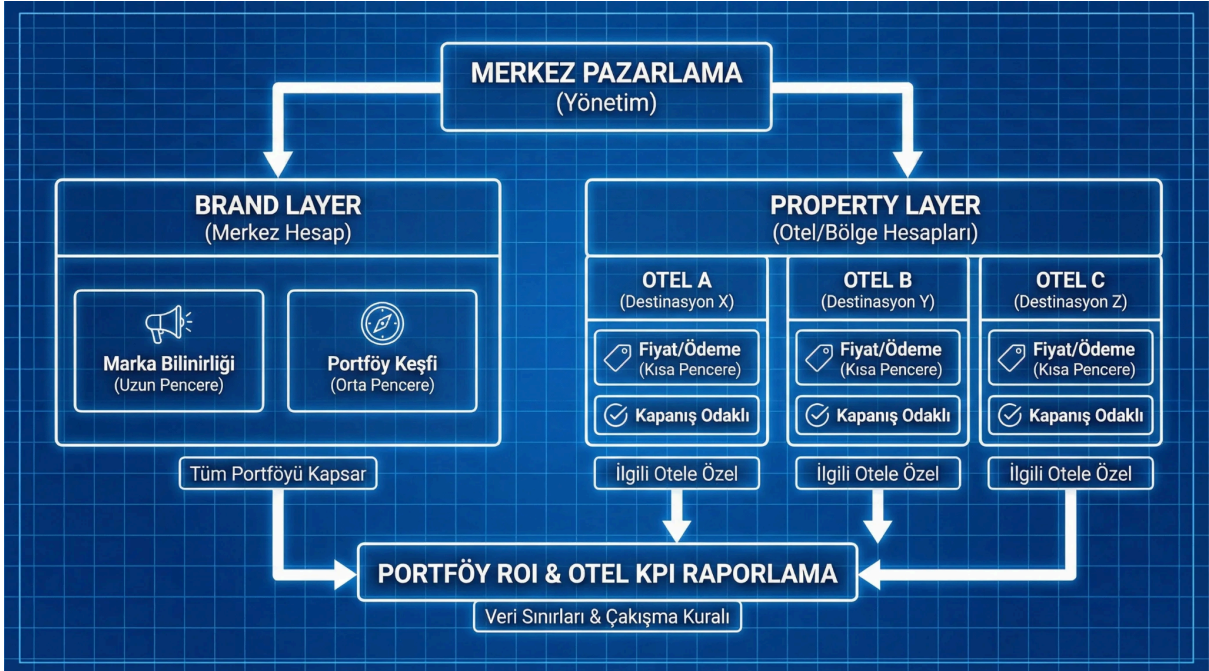 MERKEZ PAZARLAMA
(Yönetim)
BRAND LAYER
(Merkez Hesap)
Marka Bilinirliği
(Uzun Pencere)
Portföy Keşfi
(Orta Pencere)
Tüm Portföyü Kapsar
PROPERTY LAYER
(Otel/Bölge Hesapları)
OTEL A
(Destinasyon X)
Fiyat/Ödeme
(Kısa Pencere)
Kapanış Odaklı
İlgili Otele Özel
OTEL B
(Destinasyon Y)
Fiyat/Ödeme
(Kısa Pencere)
Kapanış Odaklı
İlgili Otele Özel
OTEL C
(Destinasyon Z)
Fiyat/Ödeme
(Kısa Pencere)
Kapanış Odaklı
İlgili Otele Özel
PORTFÖY ROI & OTEL KPI RAPORLAMA
Veri Sınırları & Çakışma Kuralı